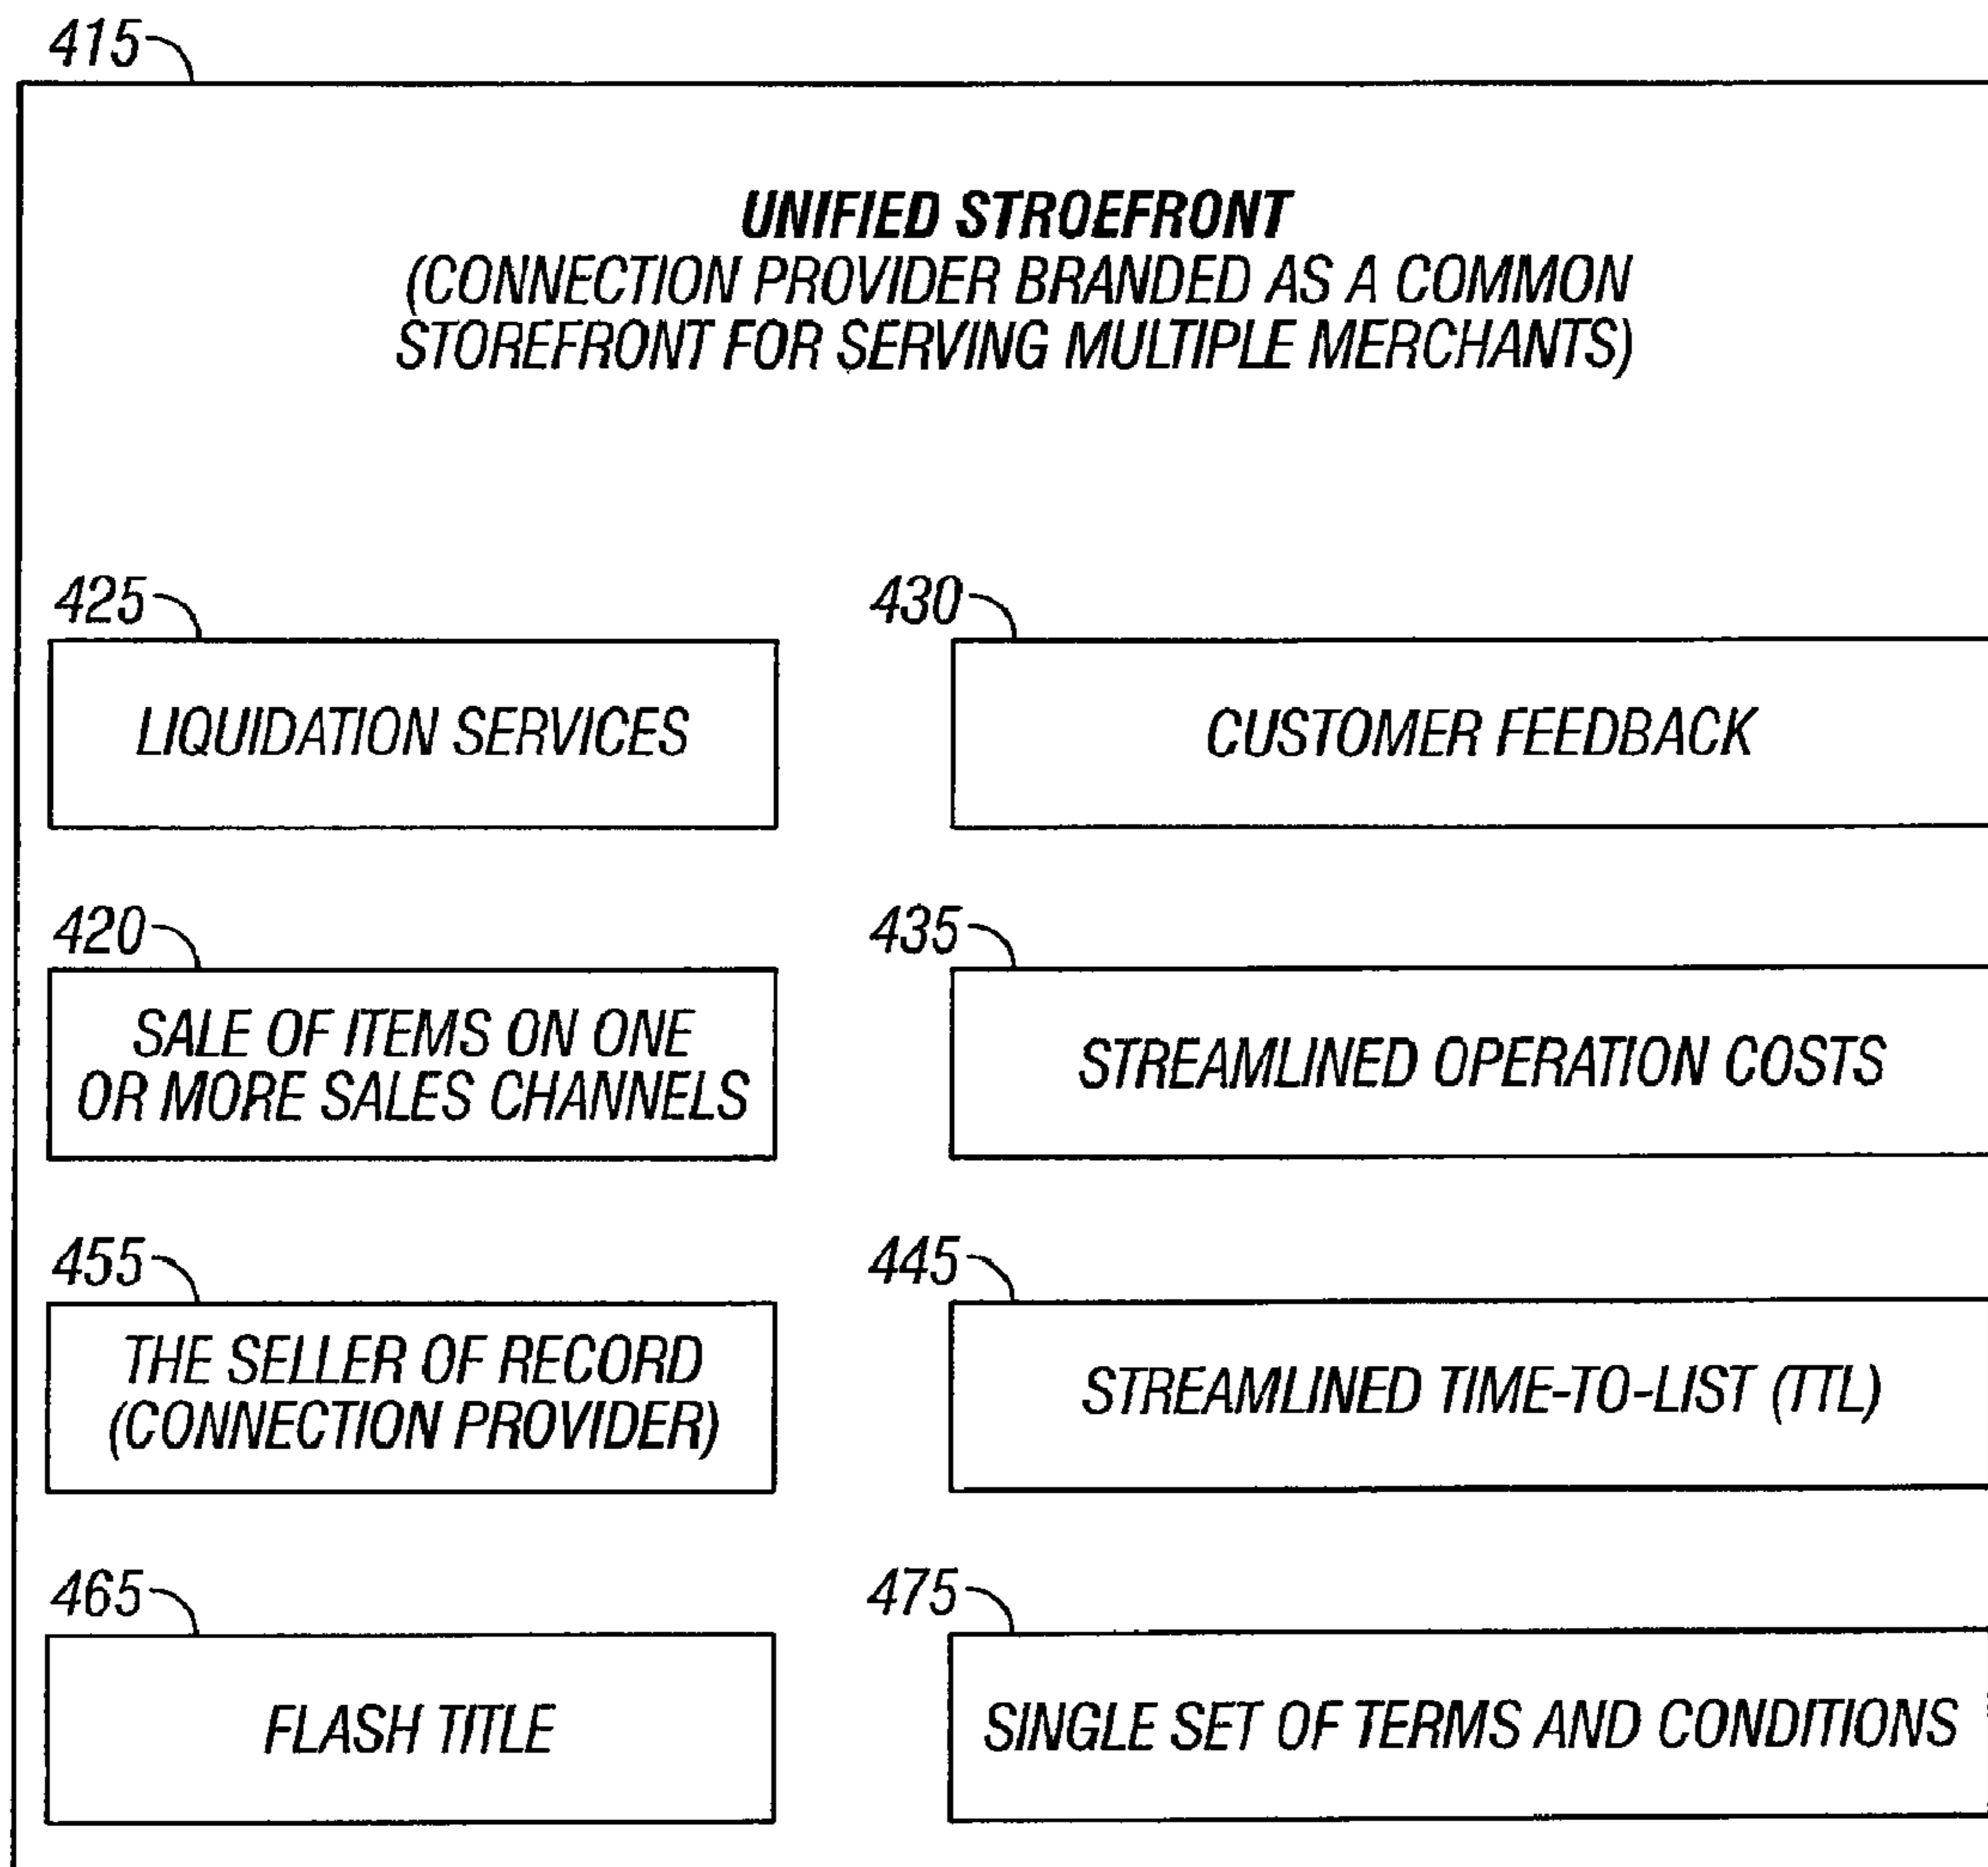 415
UNIFIED STROEFRONT
(CONNECTION PROVIDER BRANDED AS A COMMON
STOREFRONT FOR SERVING MULTIPLE MERCHANTS)
425
LIQUIDATION SERVICES
430
CUSTOMER FEEDBACK
420
SALE OF ITEMS ON ONE
OR MORE SALES CHANNELS
435
STREAMLINED OPERATION COSTS
455
THE SELLER OF RECORD
(CONNECTION PROVIDER)
445
STREAMLINED TIME-TO-LIST (TTL)
465
FLASH TITLE
475
SINGLE SET OF TERMS AND CONDITIONS